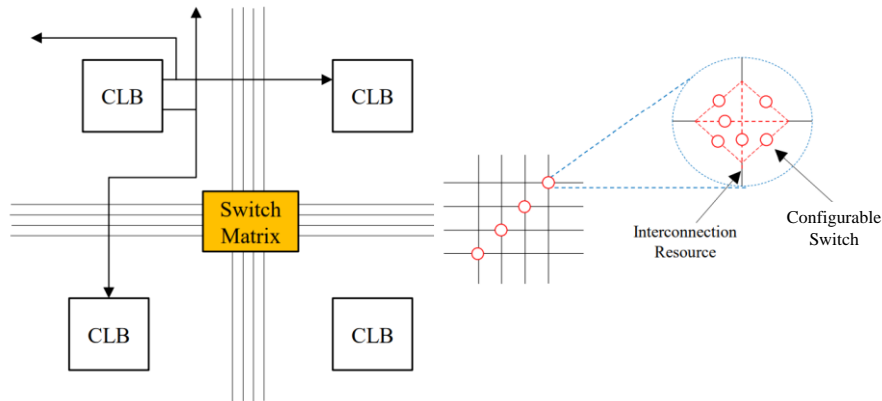 CLB
CLB
Switch
Matrix
CLB
CLB
Interconnection
Resource
Configurable
Switch